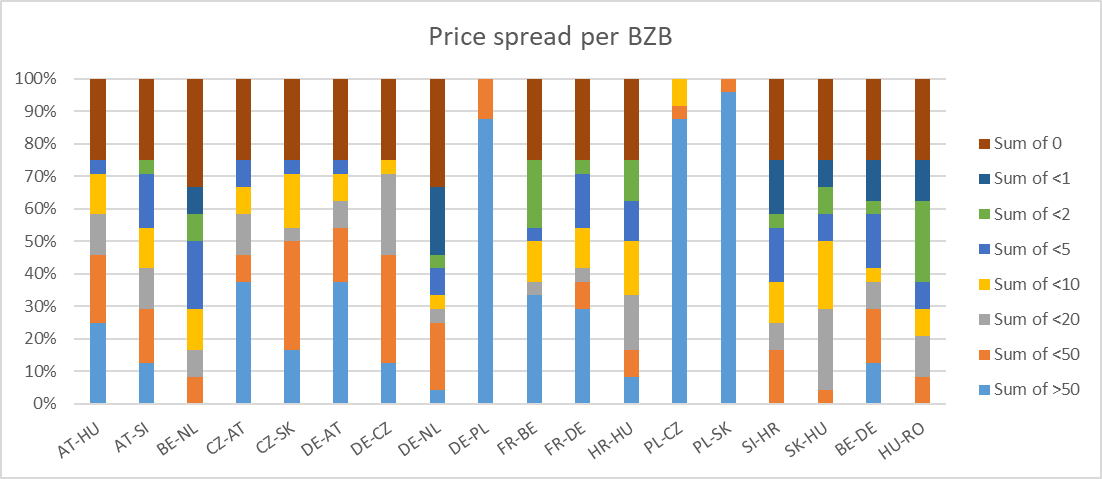 Price spread per BZB
100%
90%
80%
70%
60%
50%
40%
30%
20%
10%
0%
AT-HU
AT-SI
BE-NL
CZ-AT
CZ-SK
DE-AT
DE-CZ
DE-NL
DE-PL
FR-BE
FR-DE
HR-HU
PL-CZ
PL-SK
SI-HR
SK-HU
BE-DE
HU-RO
Sum of 0
Sum of <1
Sum of <2
Sum of <5
Sum of <10
Sum of <20
Sum of <50
Sum of >50